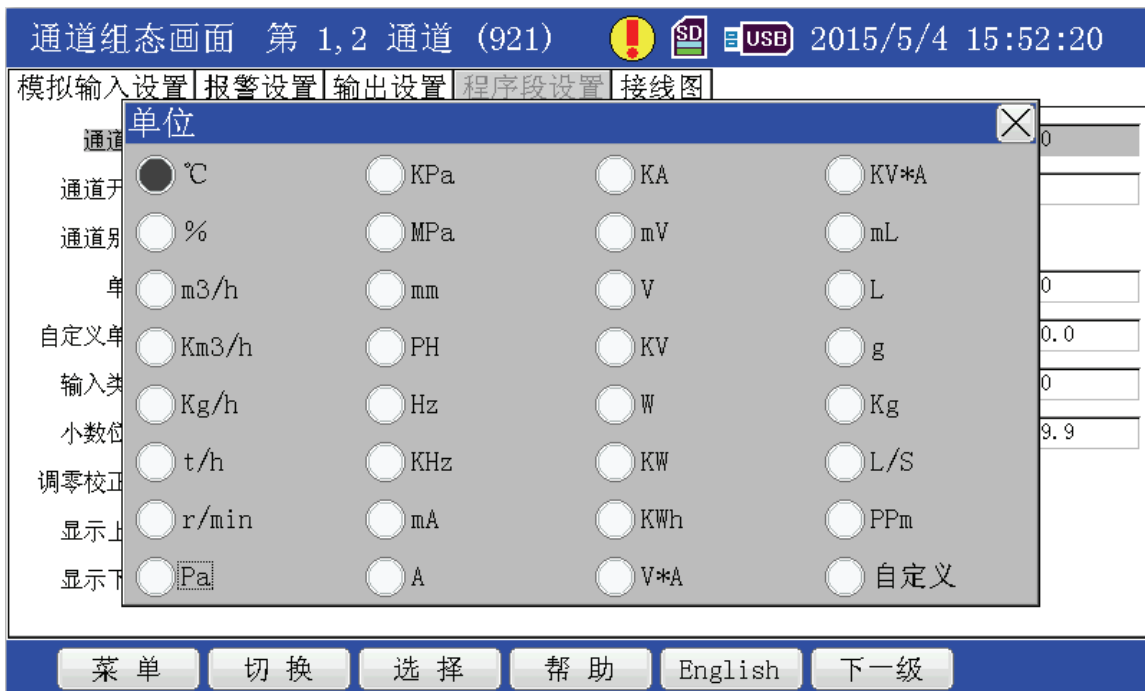 通道组态画面 第 1,2 通道 (921) SD USB 2015/5/4 15:52:20
模拟输入设置 报警设置 输出设置 程序段设置 接线图
单位
通道 0
℃ KPa KA KV*A
通道开
% MPa mV mL
通道别
m3/h mm V L
单 0
Km3/h PH KV g
自定义单 0.0
Kg/h Hz W Kg
输入类 0
小数位 9.9
t/h KHz KW L/S
调零校正
r/min mA KWh PPm
显示上
Pa A V*A 自定义
显示下
菜 单 切 换 选 择 帮 助 English 下一级